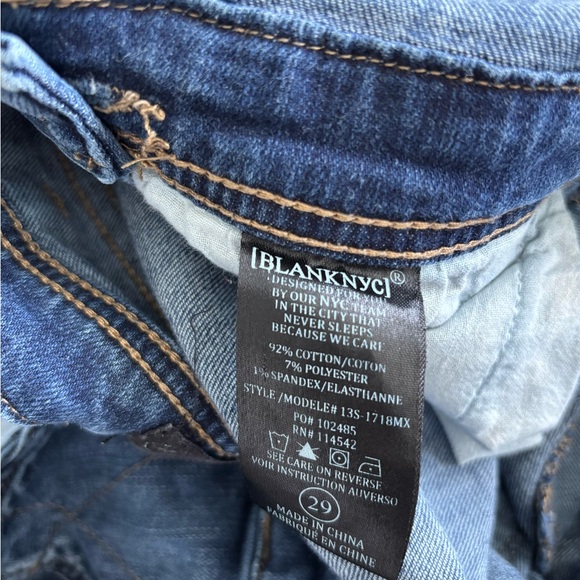 [BLANKNYC]®
DESIGNED FOR YOU
BY OUR NYC TEAM
IN THE CITY THAT
NEVER SLEEPS
BECAUSE WE CARE
92% COTTON/COTON
7% POLYESTER
1% SPANDEX/ELASTHANNE
STYLE/MODELE# 13S-1718MX
PO# 102485
RN# 114542
SEE CARE ON REVERSE
VOIR INSTRUCTION AUVERSO
29
MADE IN CHINA
FABRIQUÉ EN CHINE